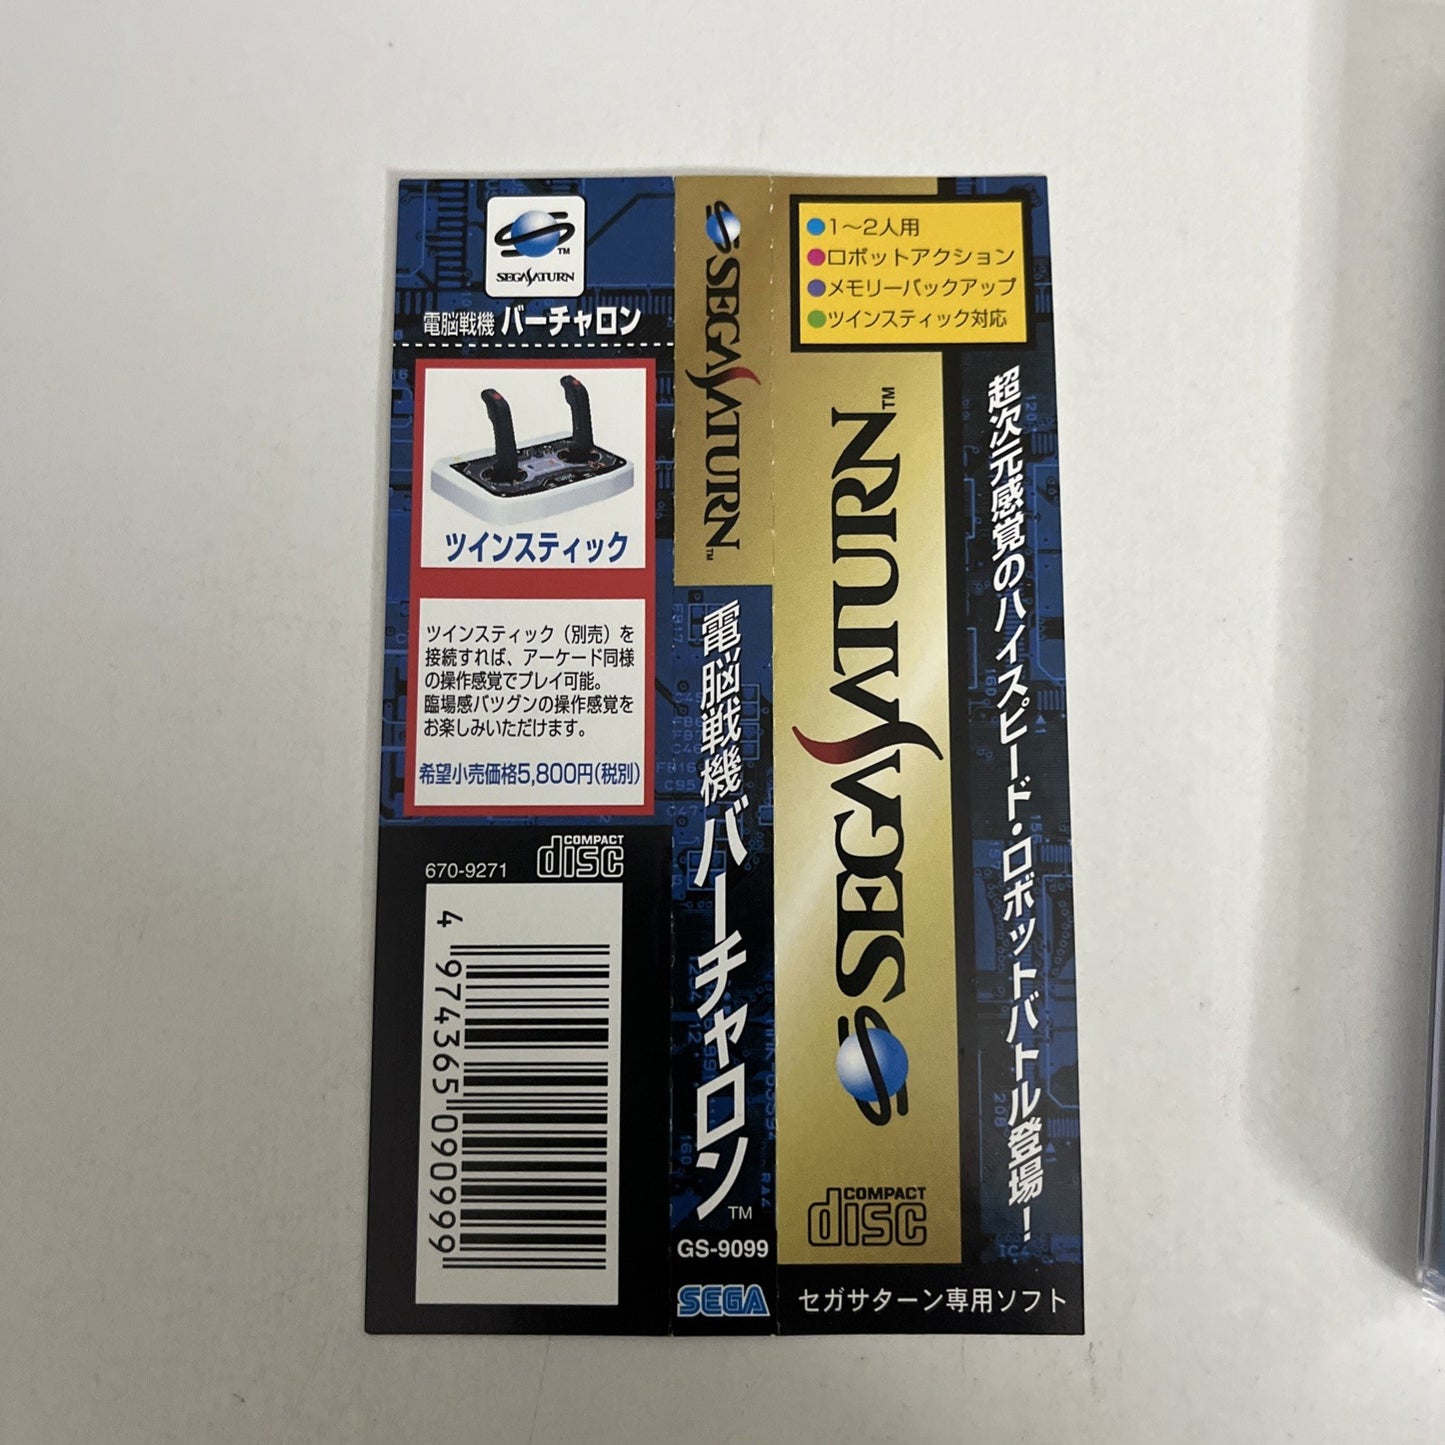 SEGASATURN
TM
電脳戦機 バーチャロン
ツインスティック
ツインスティック（別売）を
接続すれば、アーケード同様
の操作感覚でプレイ可能。
臨場感バツグンの操作感覚を
お楽しみいただけます。
希望小売価格5,800円(税別)
670-9271
COMPACT
disc
4 974365 090999
SEGASATURN
TM
電脳戦機バーチャロン
TM
GS-9099
SEGA
●1～2人用
●ロボットアクション
●メモリーバックアップ
●ツインスティック対応
SEGASATURN
TM
COMPACT
disc
超次元感覚のハイスピード・ロボットバトル登場！
セガサターン専用ソフト